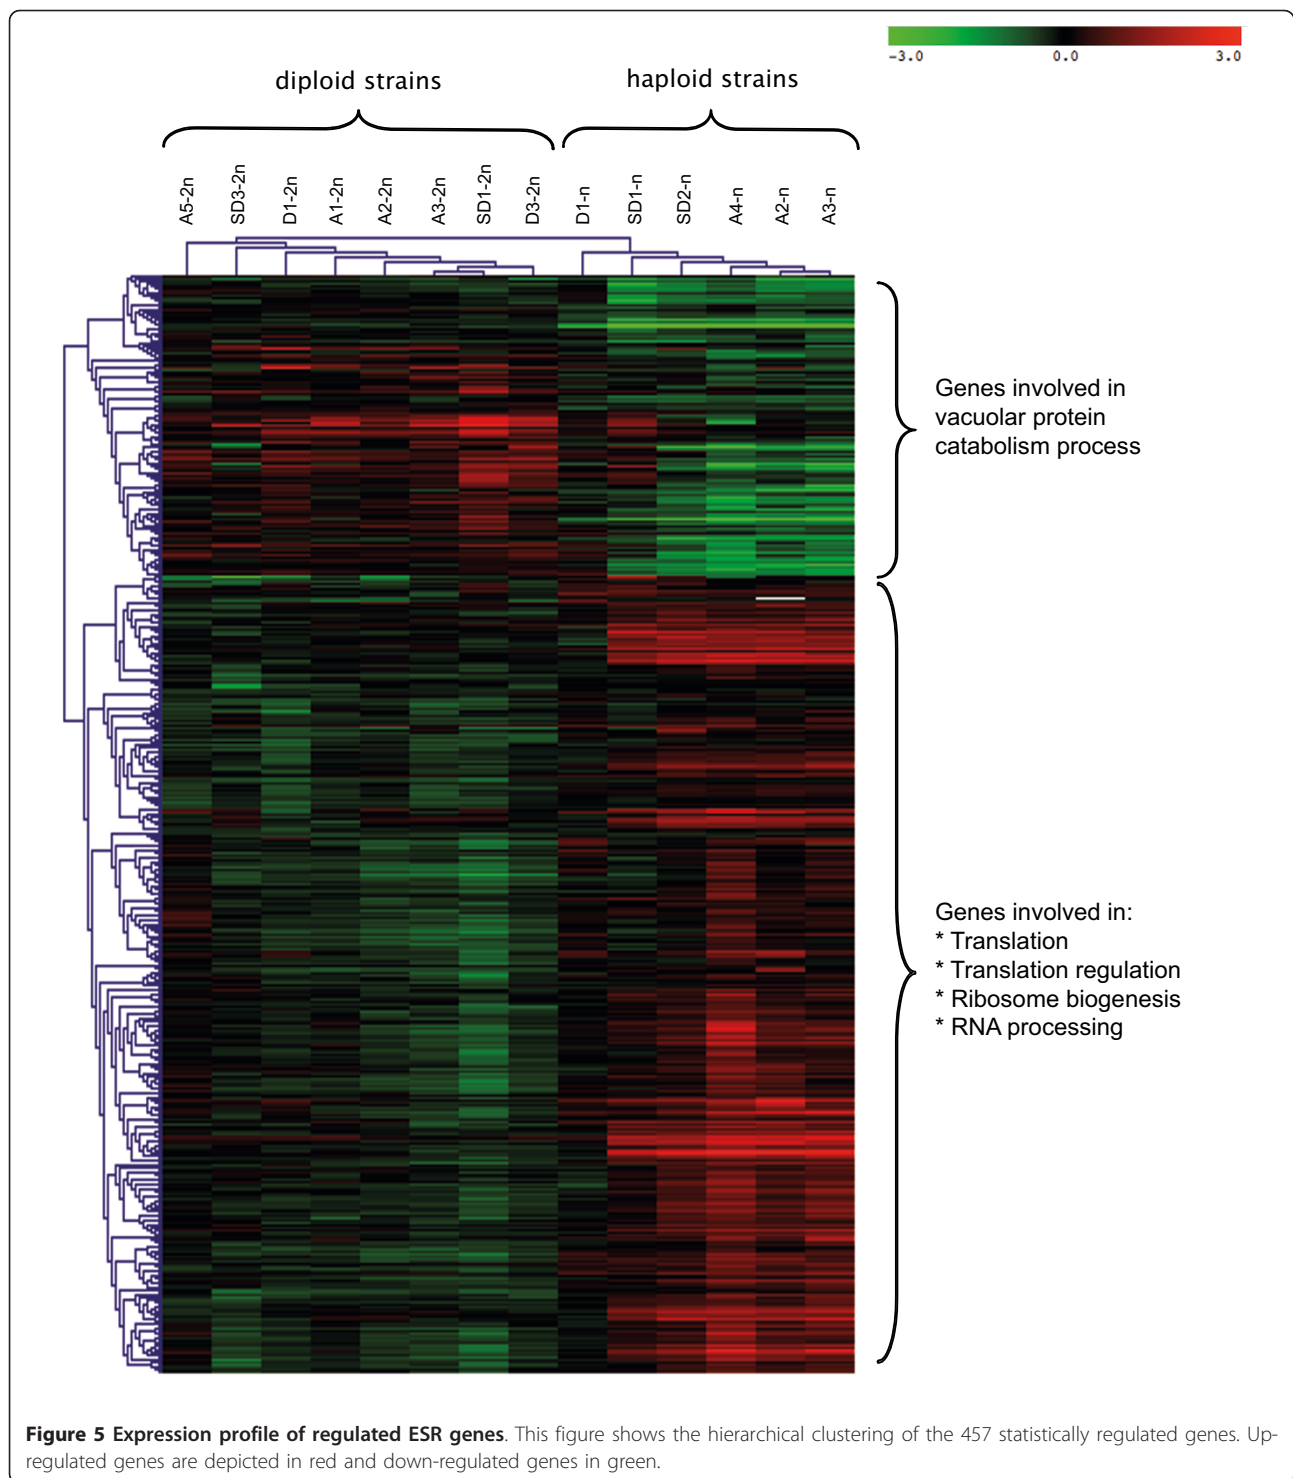 -3.0 0.0 3.0
diploid strains haploid strains
A5-2n SD3-2n D1-2n A1-2n A2-2n A3-2n SD1-2n D3-2n D1-n SD1-n SD2-n A4-n A2-n A3-n
Genes involved in
vacuolar protein
catabolism process
Genes involved in:
* Translation
* Translation regulation
* Ribosome biogenesis
* RNA processing
Figure 5 Expression profile of regulated ESR genes. This figure shows the hierarchical clustering of the 457 statistically regulated genes. Up-
regulated genes are depicted in red and down-regulated genes in green.